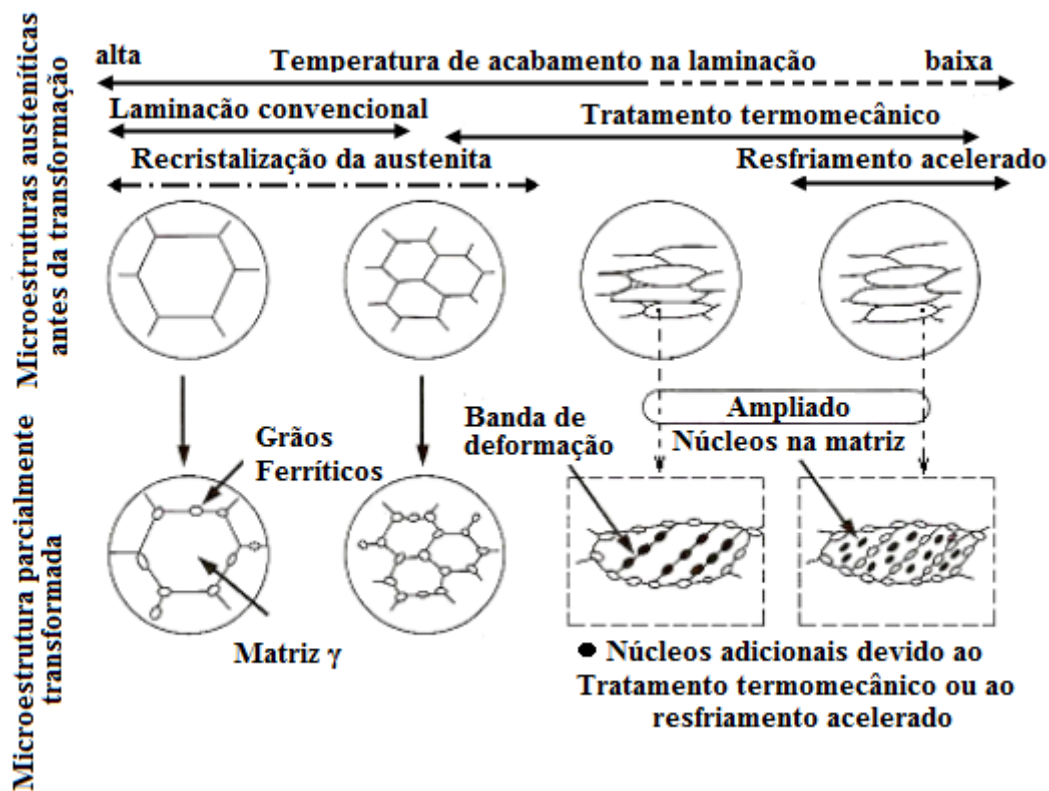 alta
Temperatura de acabamento na laminação
baixa
Laminação convencional
Tratamento termomecânico
Recristalização da austenita
Resfriamento acelerado
Microestruturas austeníticas
antes da transformação
Ampliado
Banda de
deformação
Núcleos na matriz
Grãos
Ferríticos
Matriz γ
Microestrutura parcialmente
transformada
Núcleos adicionais devido ao
Tratamento termomecânico ou ao
resfriamento acelerado